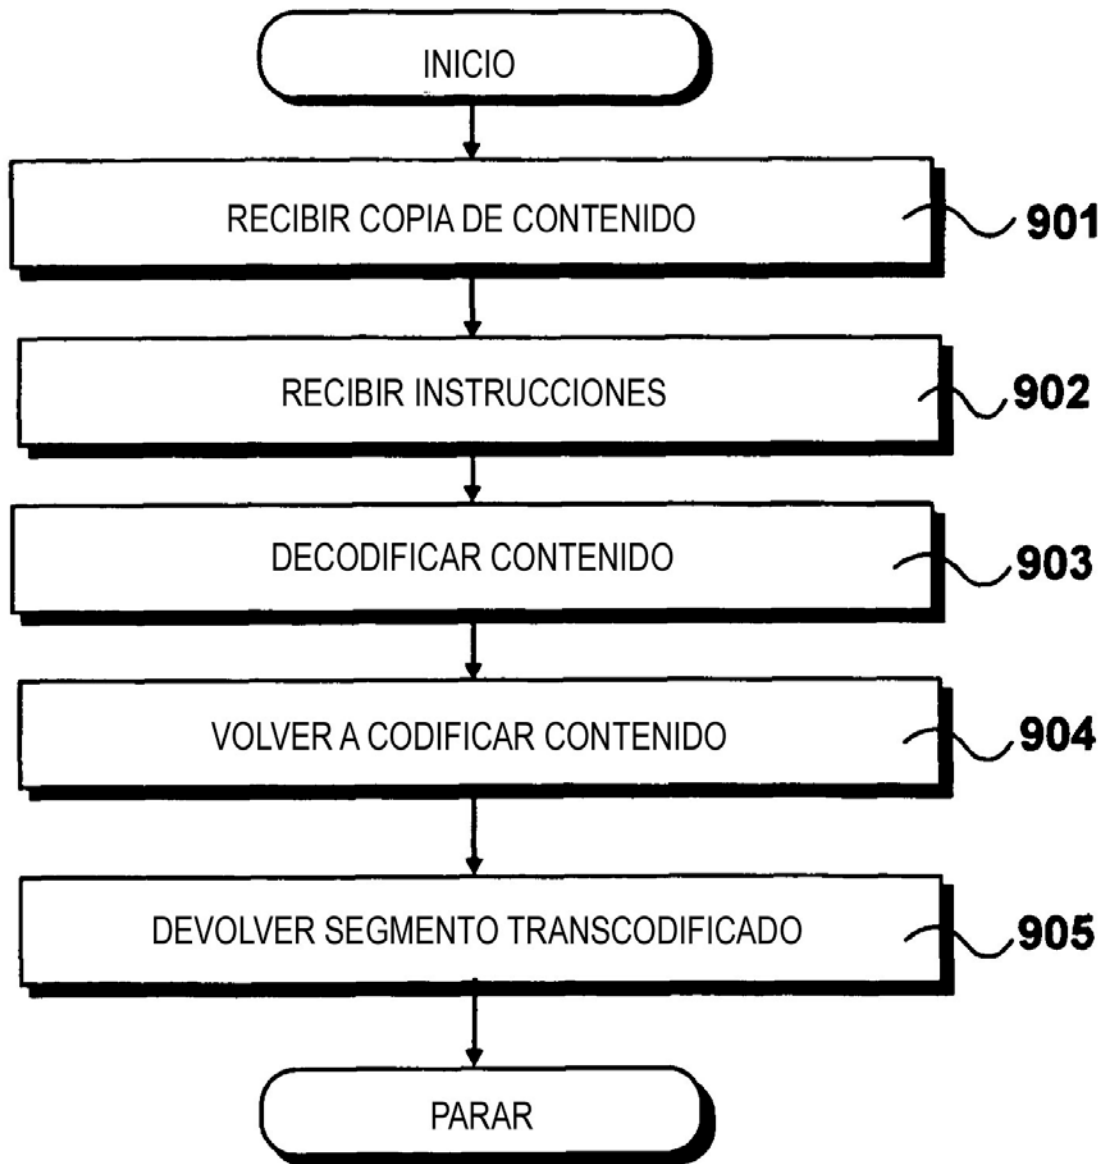 INICIO
RECIBIR COPIA DE CONTENIDO
901
RECIBIR INSTRUCCIONES
902
DECODIFICAR CONTENIDO
903
VOLVER A CODIFICAR CONTENIDO
904
DEVOLVER SEGMENTO TRANSCODIFICADO
905
PARAR